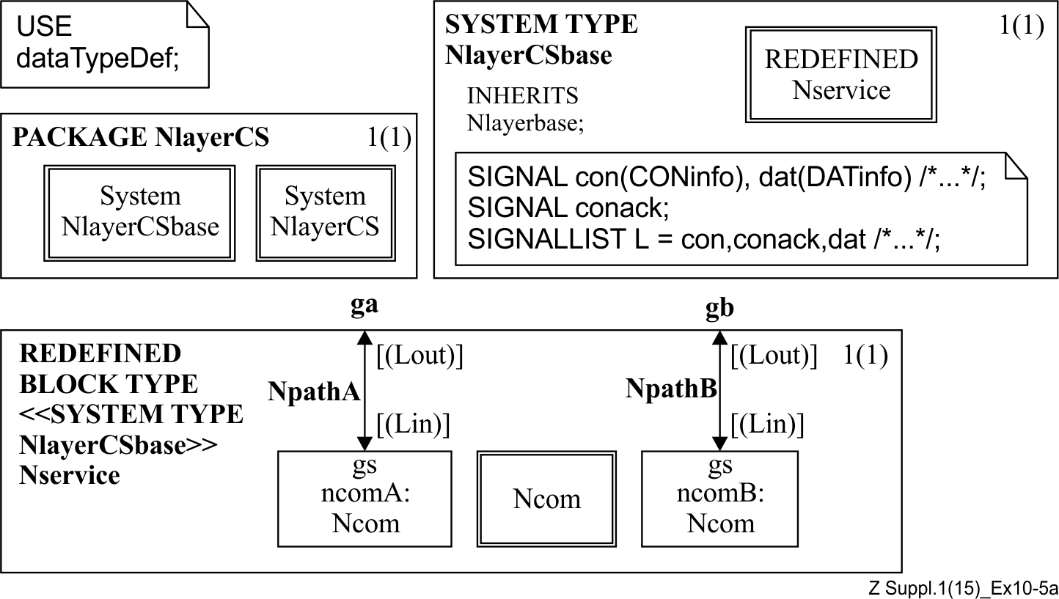 USE
dataTypeDef;
PACKAGE NlayerCS 1(1)
System
NlayerCSbase
System
NlayerCS
SYSTEM TYPE 1(1)
NlayerCSbase
INHERITS
Nlayerbase;
REDEFINED
Nservice
SIGNAL con(CONinfo), dat(DATinfo) /*...*/;
SIGNAL conack;
SIGNALLIST L = con,conack,dat /*...*/;
ga
gb
REDEFINED
BLOCK TYPE
<<SYSTEM TYPE
NlayerCSbase>>
Nservice
1(1)
[(Lout)]
NpathA
[(Lin)]
[(Lout)]
NpathB
[(Lin)]
gs
ncomA:
Ncom
Ncom
gs
ncomB:
Ncom
Z Suppl.1(15)_Ex10-5a